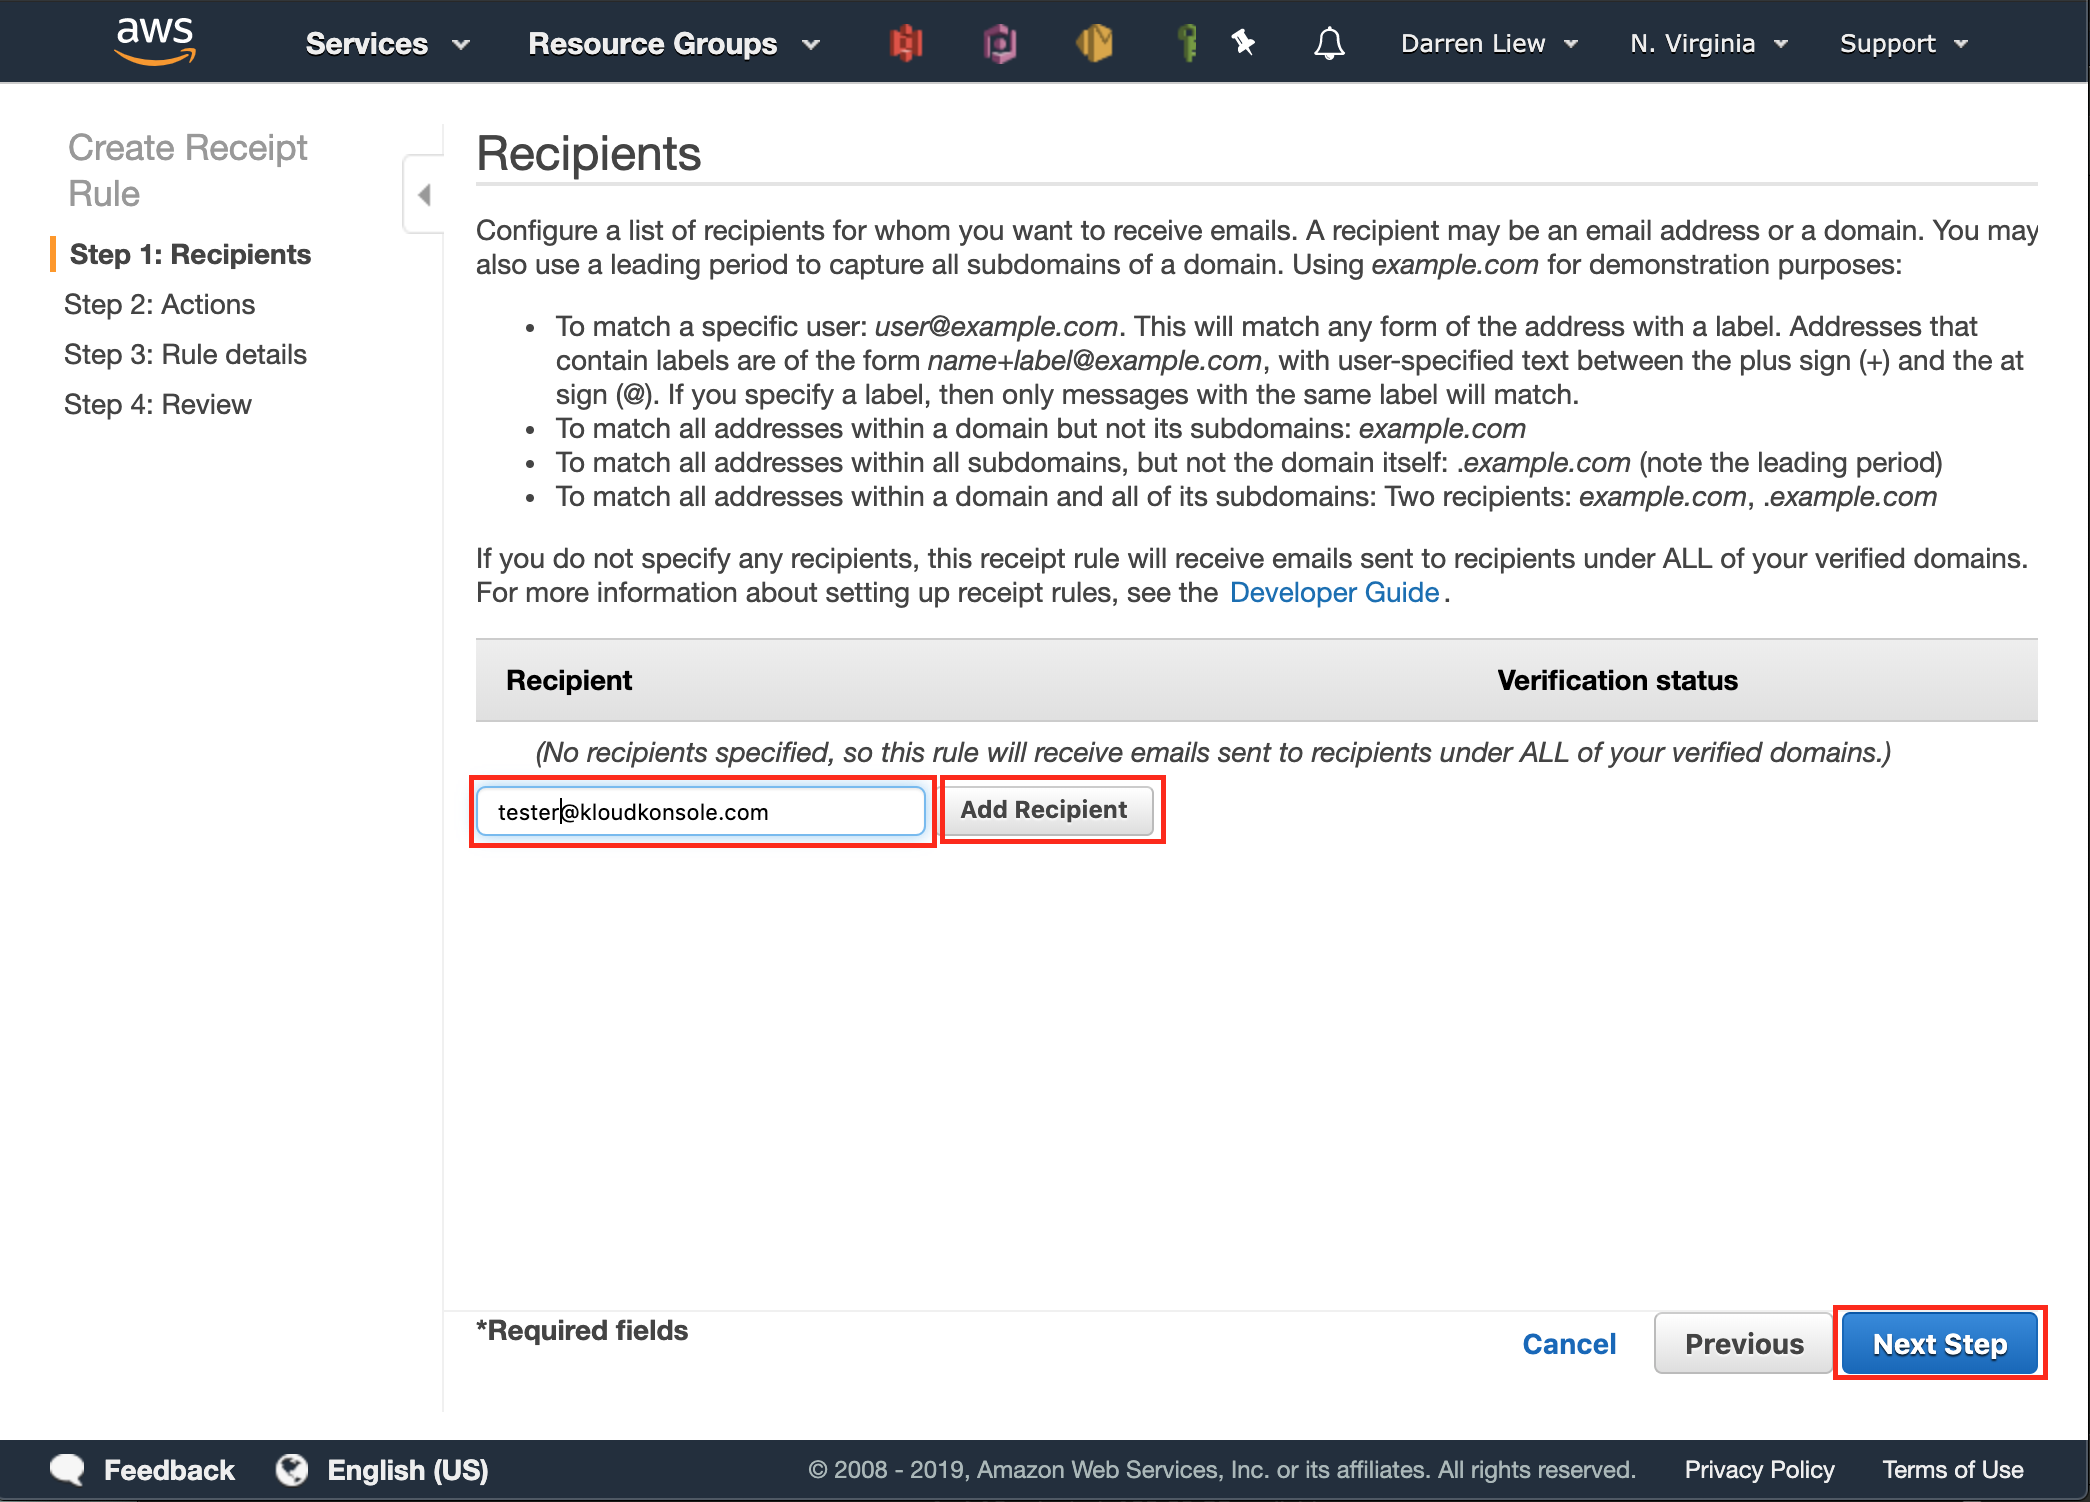 aws Services Resource Groups Darren Liew N. Virginia Support
Create Receipt
Rule
Step 1: Recipients
Step 2: Actions
Step 3: Rule details
Step 4: Review
Recipients
Configure a list of recipients for whom you want to receive emails. A recipient may be an email address or a domain. You may
also use a leading period to capture all subdomains of a domain. Using example.com for demonstration purposes:
• To match a specific user: user@example.com. This will match any form of the address with a label. Addresses that
contain labels are of the form name+label@example.com, with user-specified text between the plus sign (+) and the at
sign (@). If you specify a label, then only messages with the same label will match.
• To match all addresses within a domain but not its subdomains: example.com
• To match all addresses within all subdomains, but not the domain itself: .example.com (note the leading period)
• To match all addresses within a domain and all of its subdomains: Two recipients: example.com, .example.com
If you do not specify any recipients, this receipt rule will receive emails sent to recipients under ALL of your verified domains.
For more information about setting up receipt rules, see the Developer Guide.
Recipient Verification status
(No recipients specified, so this rule will receive emails sent to recipients under ALL of your verified domains.)
tester@kloudkonsole.com Add Recipient
*Required fields
Cancel Previous Next Step
Feedback English (US) © 2008 - 2019, Amazon Web Services, Inc. or its affiliates. All rights reserved. Privacy Policy Terms of Use